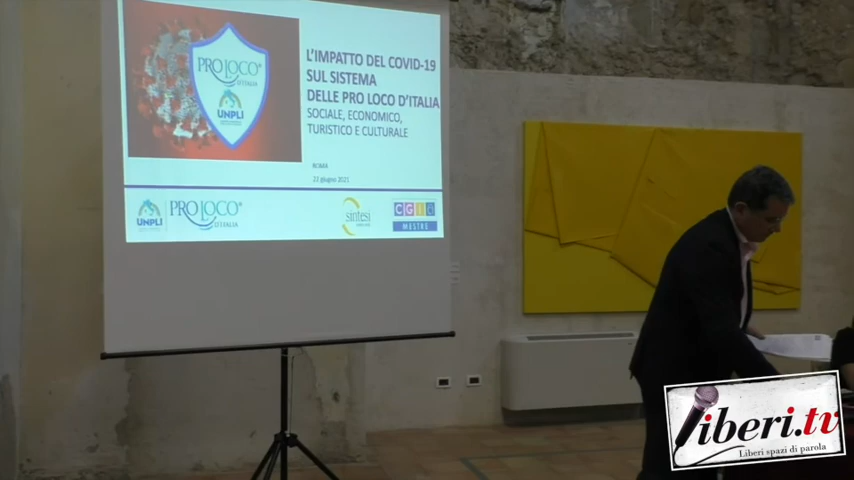 PRO LOCO®
D'ITALIA
UNPLI
L'IMPATTO DEL COVID-19
SUL SISTEMA
DELLE PRO LOCO D'ITALIA
SOCIALE, ECONOMICO,
TURISTICO E CULTURALE
ROMA
22 giugno 2021
UNPLI
PRO LOCO®
D'ITALIA
sintesi
CGIA
MESTRE
liberi.tv
Liberi spazi di parola